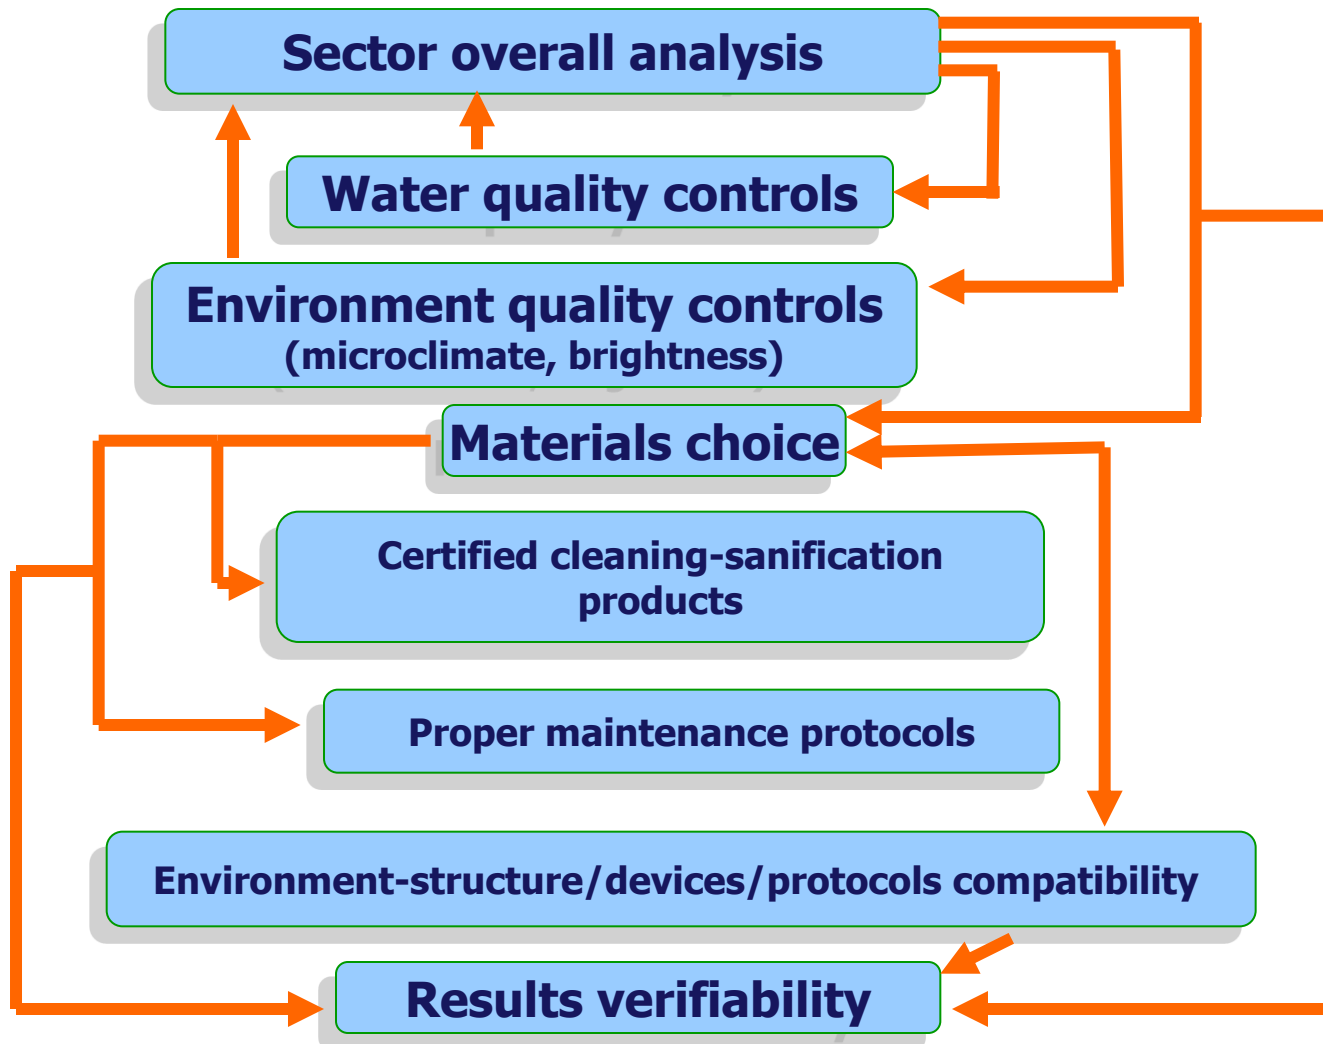 Sector overall analysis
Water quality controls
Environment quality controls
(microclimate, brightness)
Materials choice
Certified cleaning-sanification
products
Proper maintenance protocols
Environment-structure/devices/protocols compatibility
Results verifiability